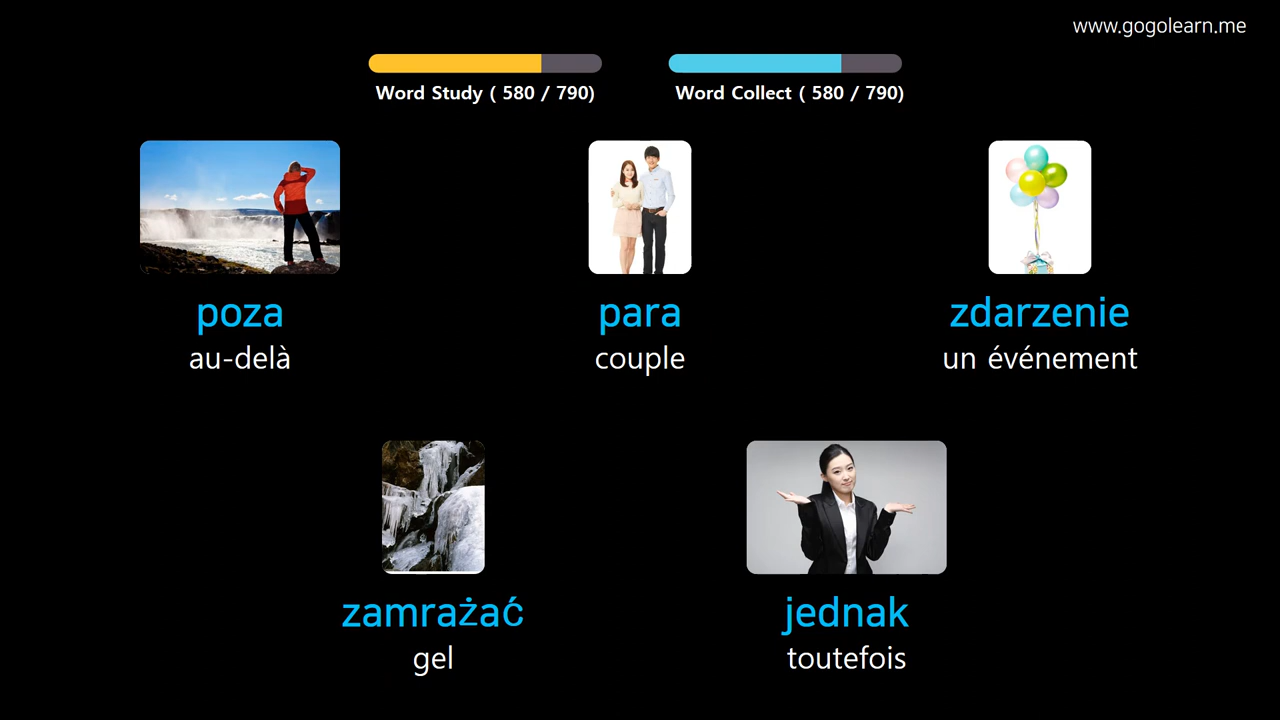 www.gogolearn.me
Word Study ( 580 / 790)
Word Collect ( 580 / 790)
poza
au-delà
para
couple
zdarzenie
un événement
zamrażać
gel
jednak
toutefois